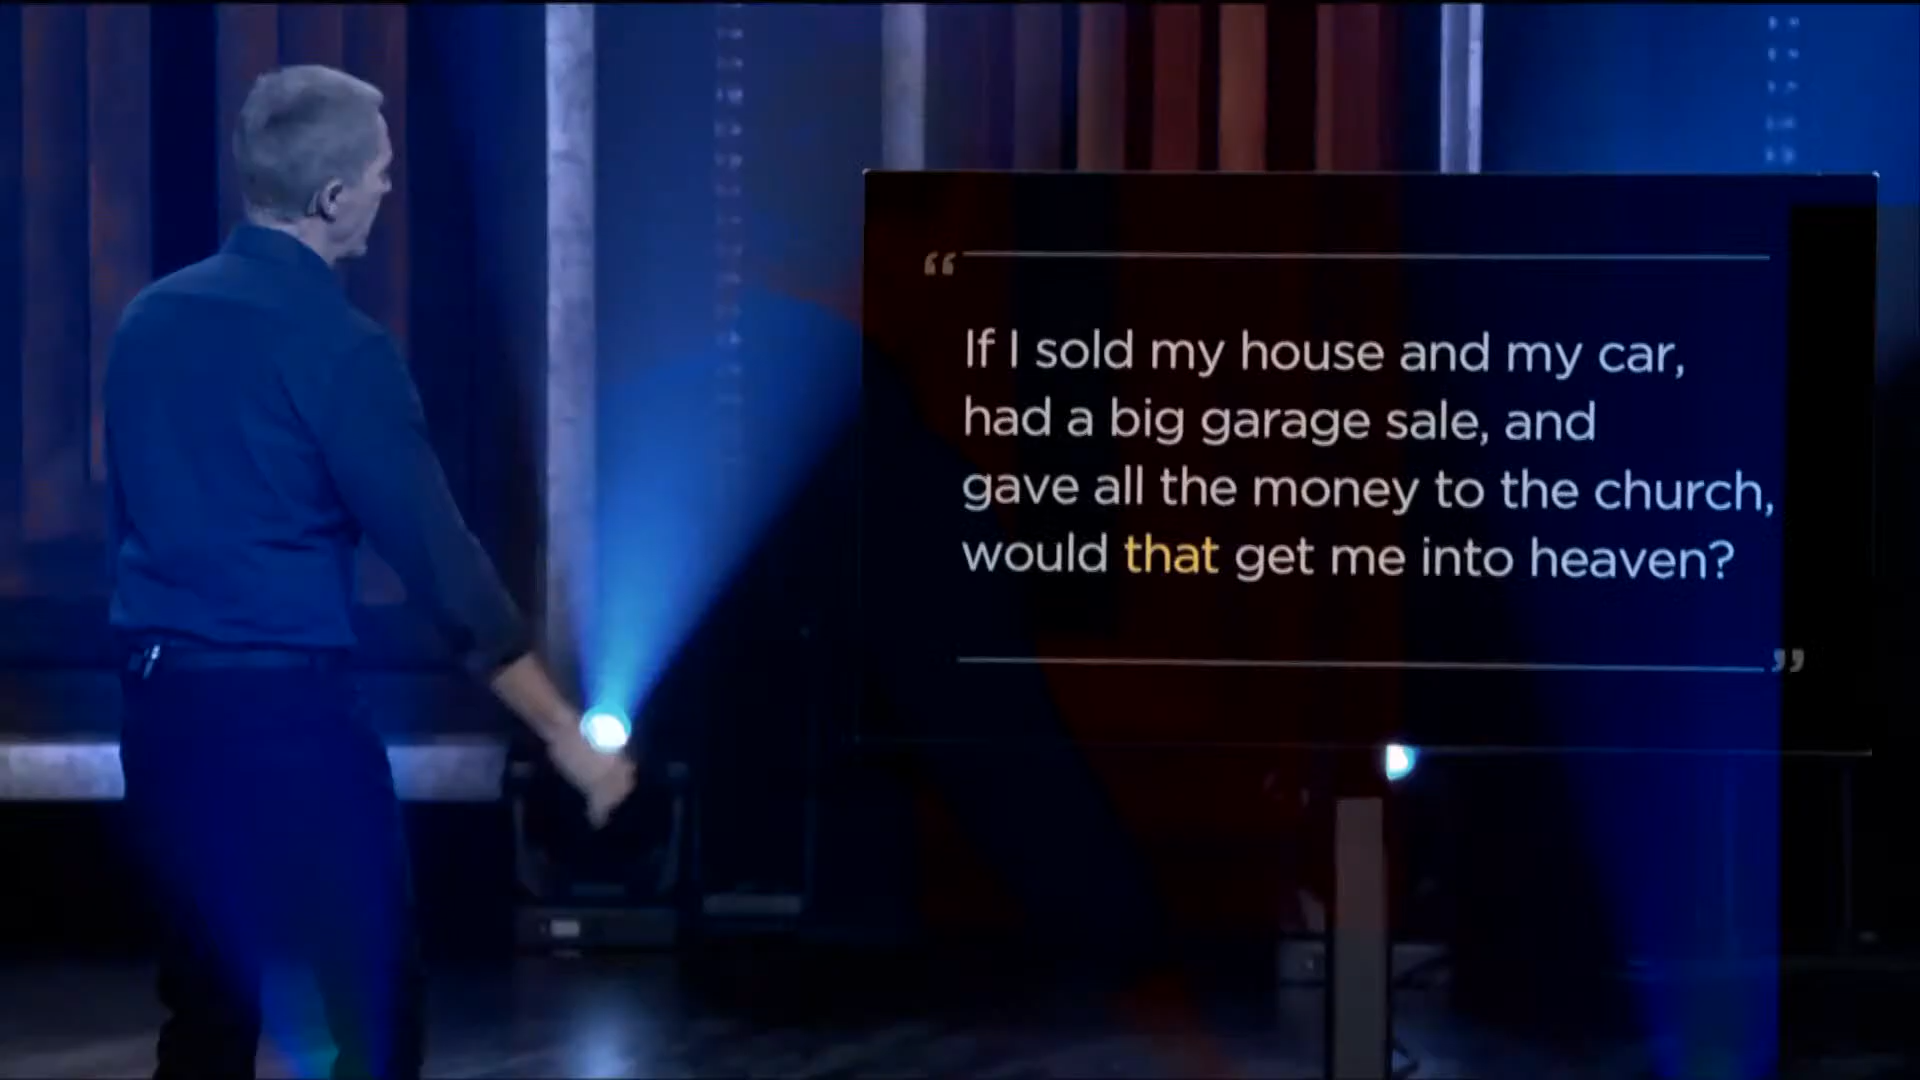 “
If I sold my house and my car,
had a big garage sale, and
gave all the money to the church,
would that get me into heaven?
”